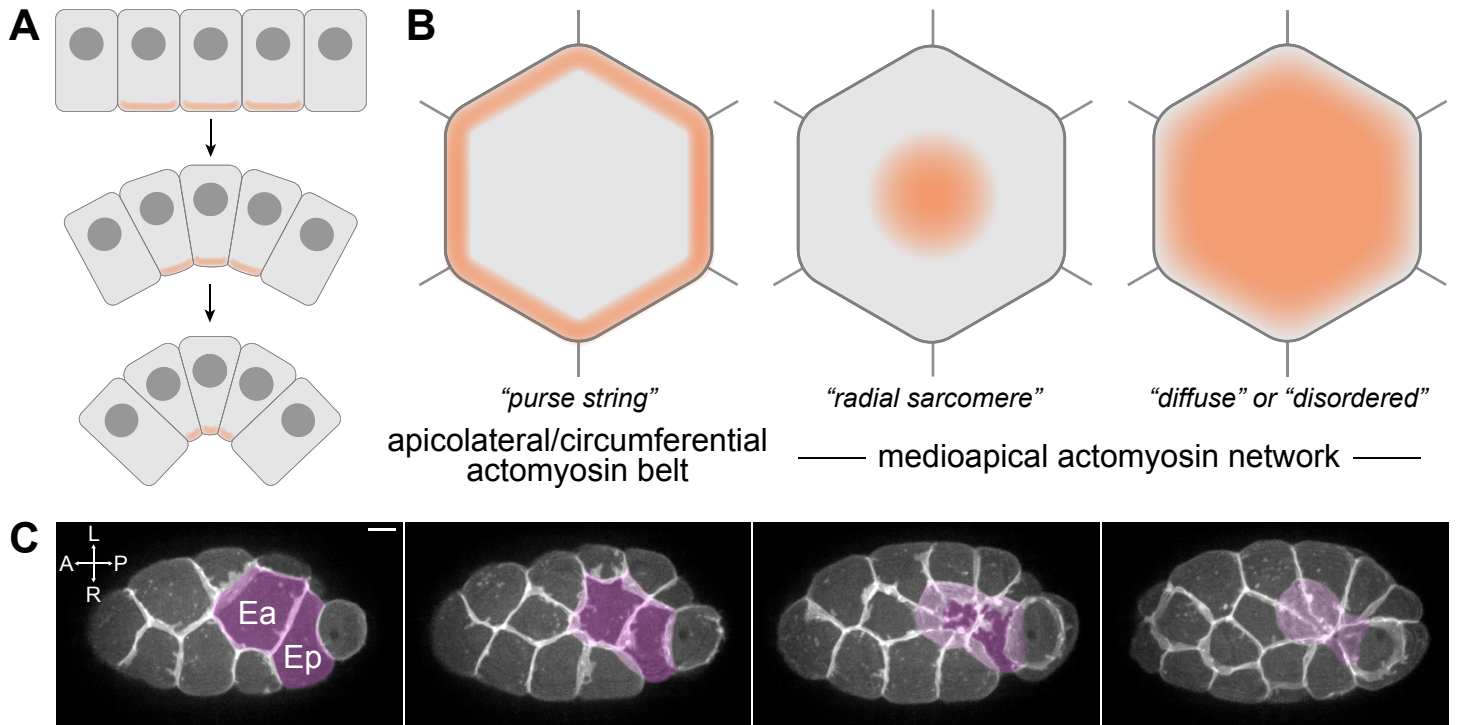 A
B
“purse string”
“radial sarcomere”
“diffuse” or “disordered”
apicolateral/circumferential
actomyosin belt
medioapical actomyosin network
C
L
A
P
R
Ea
Ep